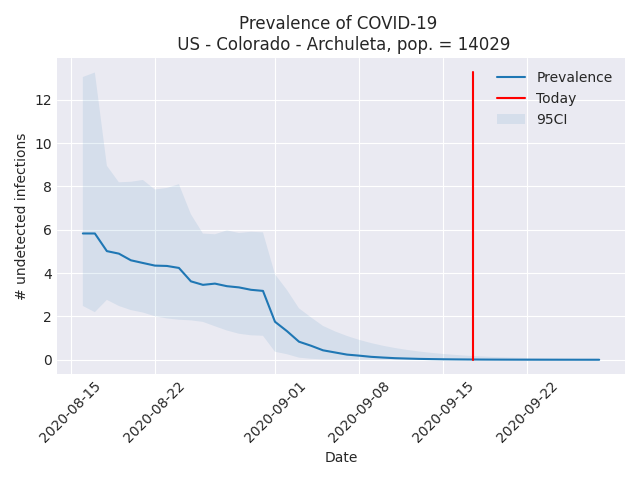 Prevalence of COVID-19
US - Colorado - Archuleta, pop. = 14029
Prevalence
Today
95CI
# undetected infections
12
10
8
6
4
2
0
2020-08-15
2020-08-22
2020-09-01
2020-09-08
2020-09-15
2020-09-22
Date